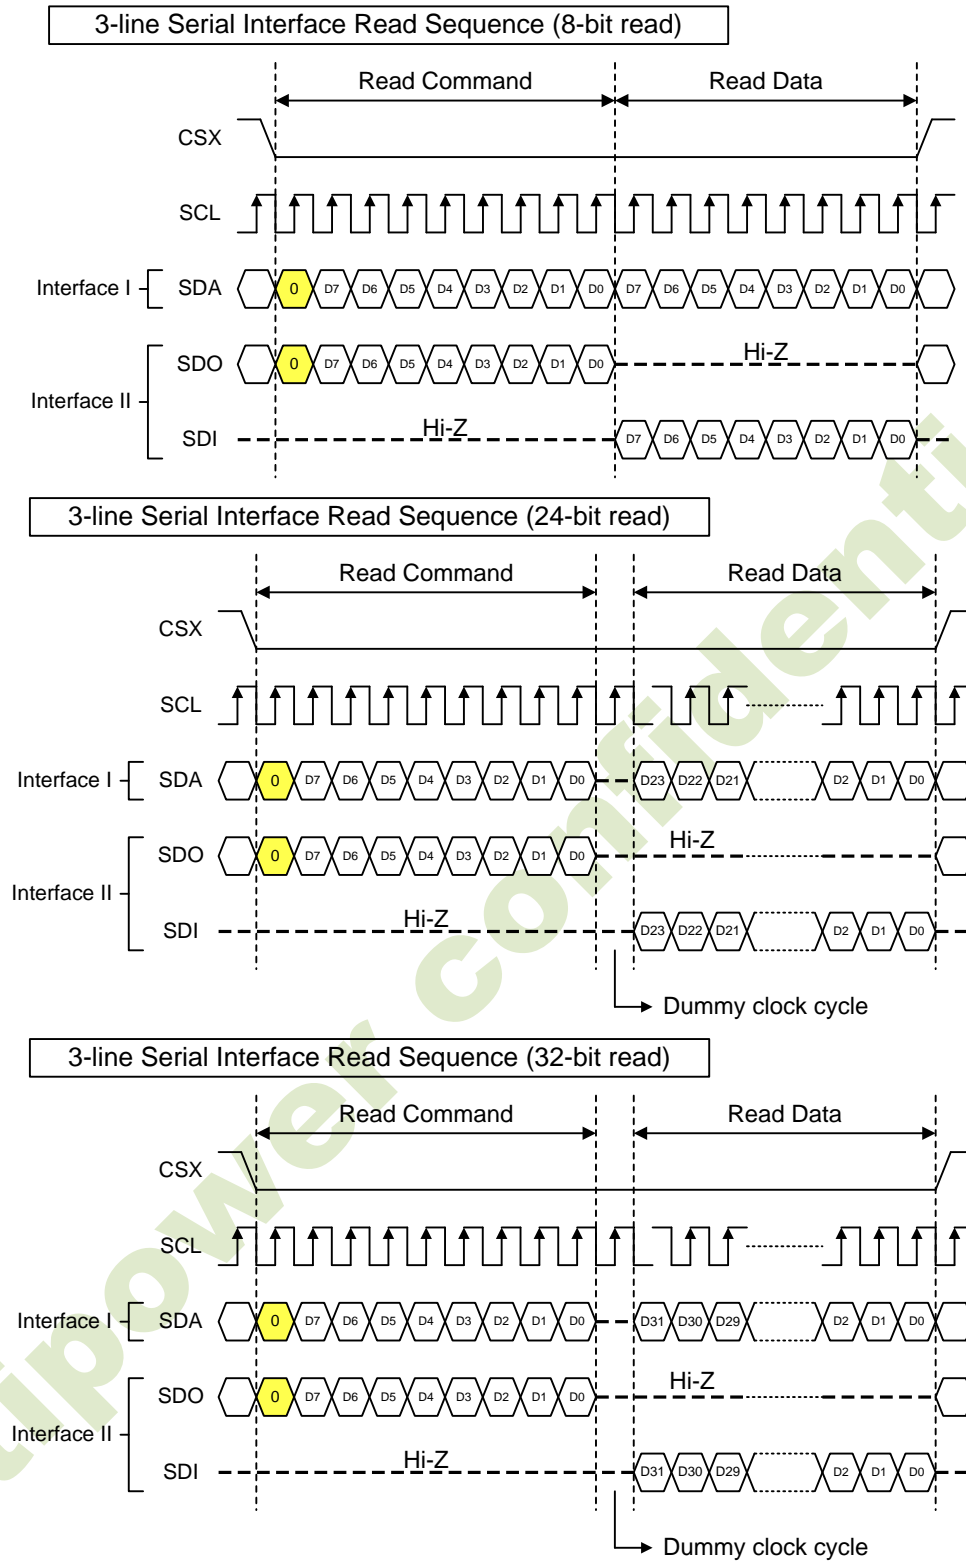 3-line Serial Interface Read Sequence (8-bit read)
Read Command Read Data
CSX
SCL
Interface I SDA 0 D7 D6 D5 D4 D3 D2 D1 D0 D7 D6 D5 D4 D3 D2 D1 D0
SDO 0 D7 D6 D5 D4 D3 D2 D1 D0 Hi-Z
Interface II
SDI Hi-Z D7 D6 D5 D4 D3 D2 D1 D0
3-line Serial Interface Read Sequence (24-bit read)
Read Command Read Data
CSX
SCL
Interface I SDA 0 D7 D6 D5 D4 D3 D2 D1 D0 D23 D22 D21 D2 D1 D0
SDO 0 D7 D6 D5 D4 D3 D2 D1 D0 Hi-Z
Interface II
SDI Hi-Z D23 D22 D21 D2 D1 D0
Dummy clock cycle
3-line Serial Interface Read Sequence (32-bit read)
Read Command Read Data
CSX
SCL
Interface I SDA 0 D7 D6 D5 D4 D3 D2 D1 D0 D31 D30 D29 D2 D1 D0
SDO 0 D7 D6 D5 D4 D3 D2 D1 D0 Hi-Z
Interface II
SDI Hi-Z D31 D30 D29 D2 D1 D0
Dummy clock cycle
tipower confidenti